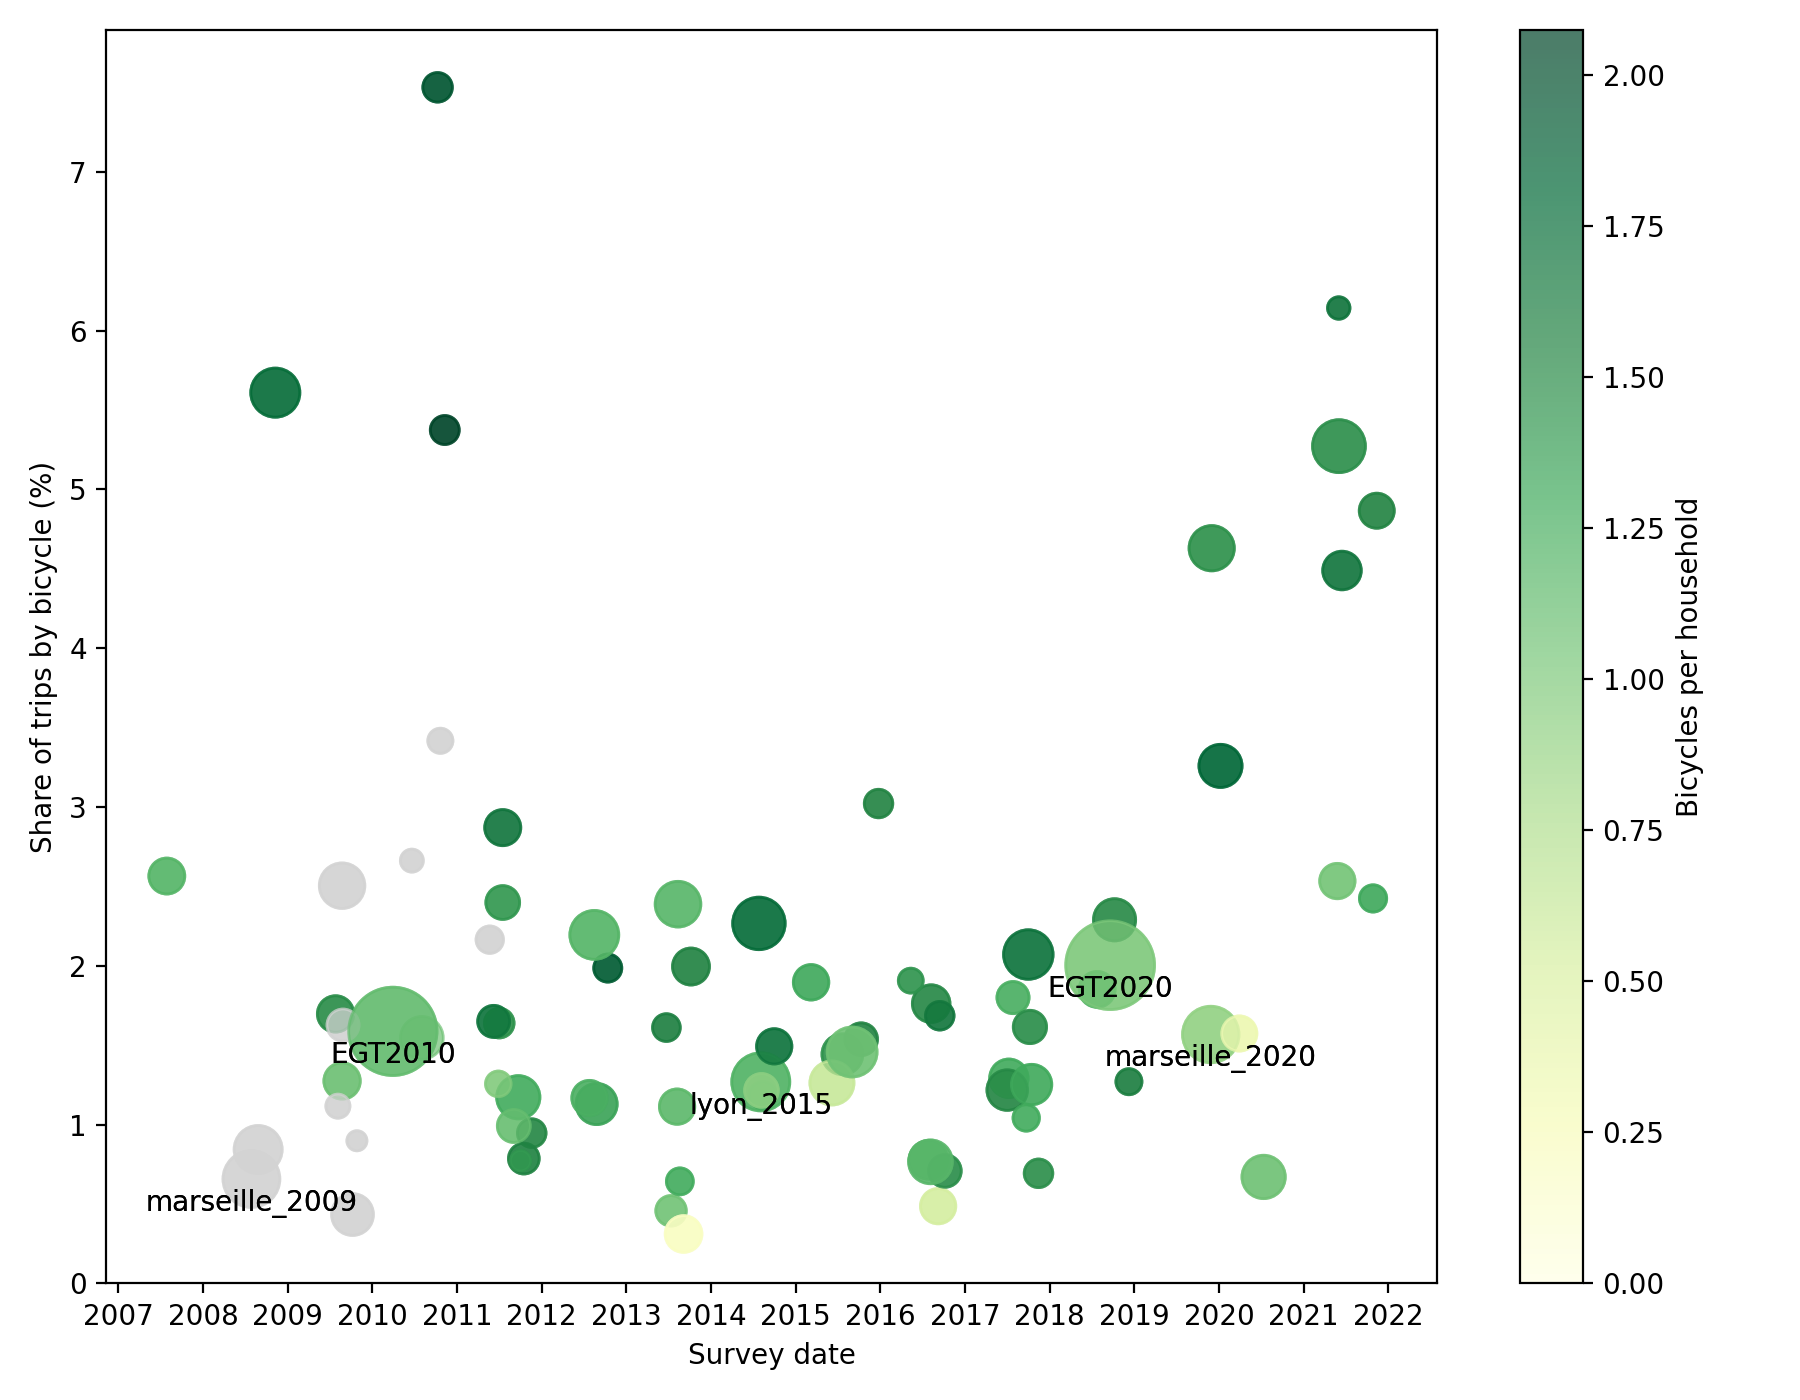 Share of trips by bicycle (%)
7
6
5
4
3
2
1
0
EGT2010
marseille_2009
lyon_2015
EGT2020
marseille_2020
2007 2008 2009 2010 2011 2012 2013 2014 2015 2016 2017 2018 2019 2020 2021 2022
Survey date
2.00
1.75
1.50
1.25
1.00
0.75
0.50
0.25
0.00
Bicycles per household